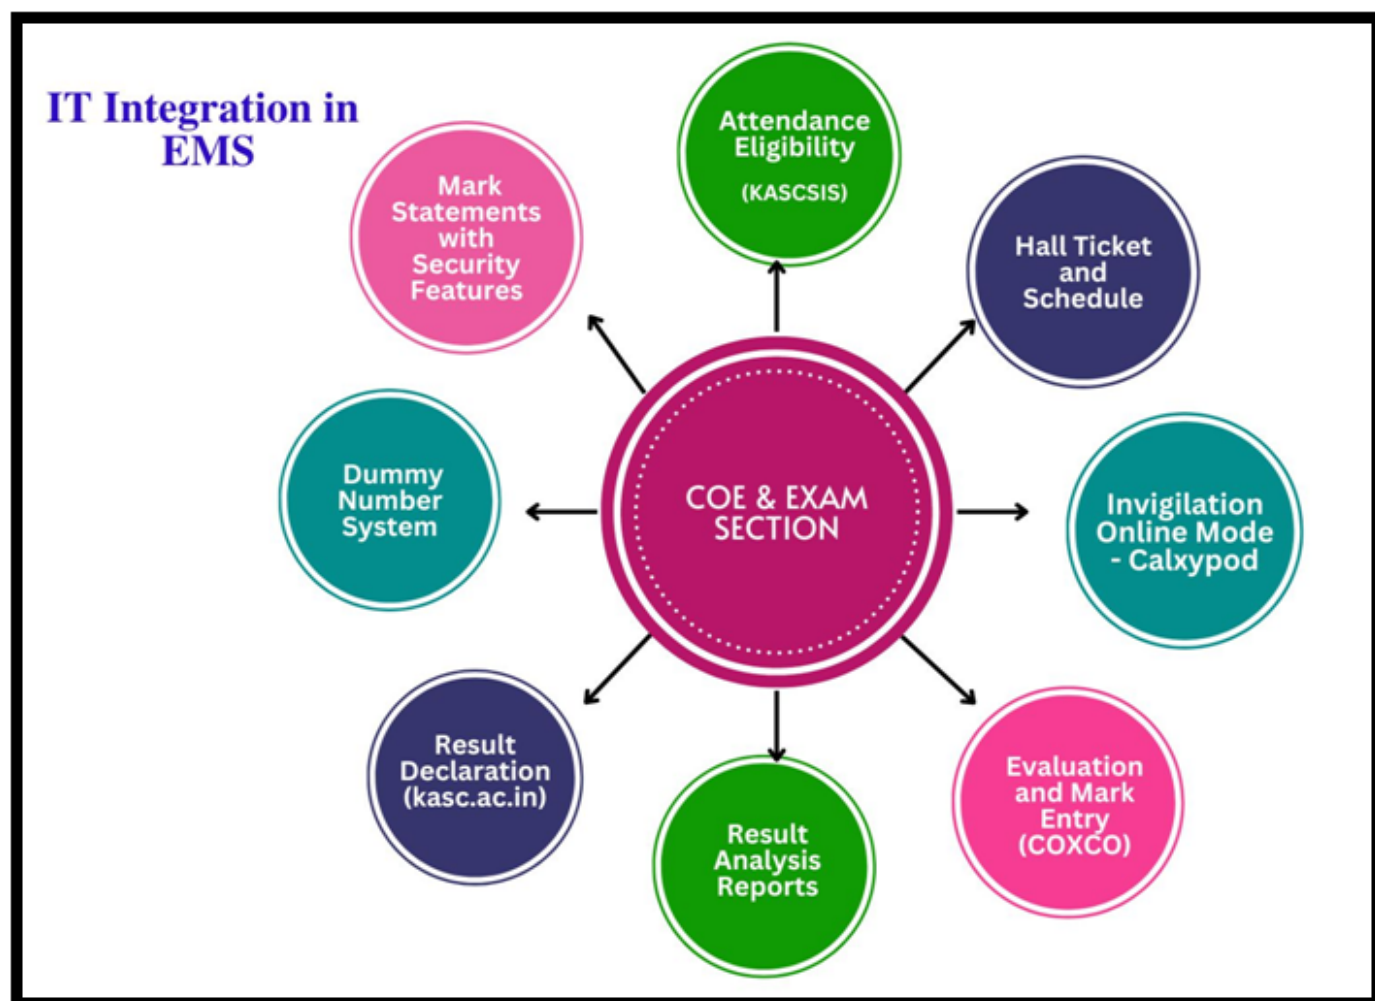 IT Integration in
EMS
Attendance
Eligibility
(KASCSIS)
Mark
Statements
with
Security
Features
Hall Ticket
and
Schedule
Dummy
Number
System
COE & EXAM
SECTION
Invigilation
Online Mode
- Calxypod
Result
Declaration
(kasc.ac.in)
Result
Analysis
Reports
Evaluation
and Mark
Entry
(COXCO)